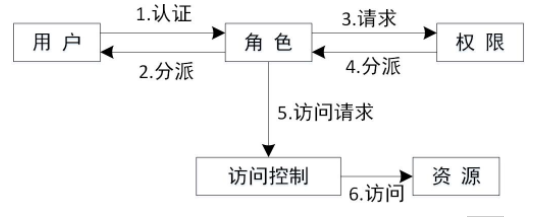 1.认证
3.请求
用 户
角 色
权 限
2.分派
4.分派
5.访问请求
访问控制
资 源
6.访问